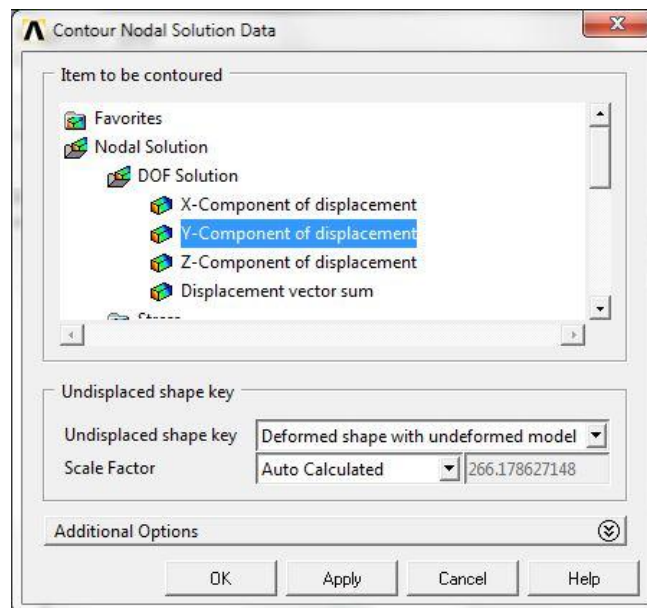 Contour Nodal Solution Data
Item to be contoured
Favorites
Nodal Solution
DOF Solution
X-Component of displacement
Y-Component of displacement
Z-Component of displacement
Displacement vector sum
Undisplaced shape key
Undisplaced shape key Deformed shape with undeformed model
Scale Factor Auto Calculated 266.178627148
Additional Options
OK Apply Cancel Help